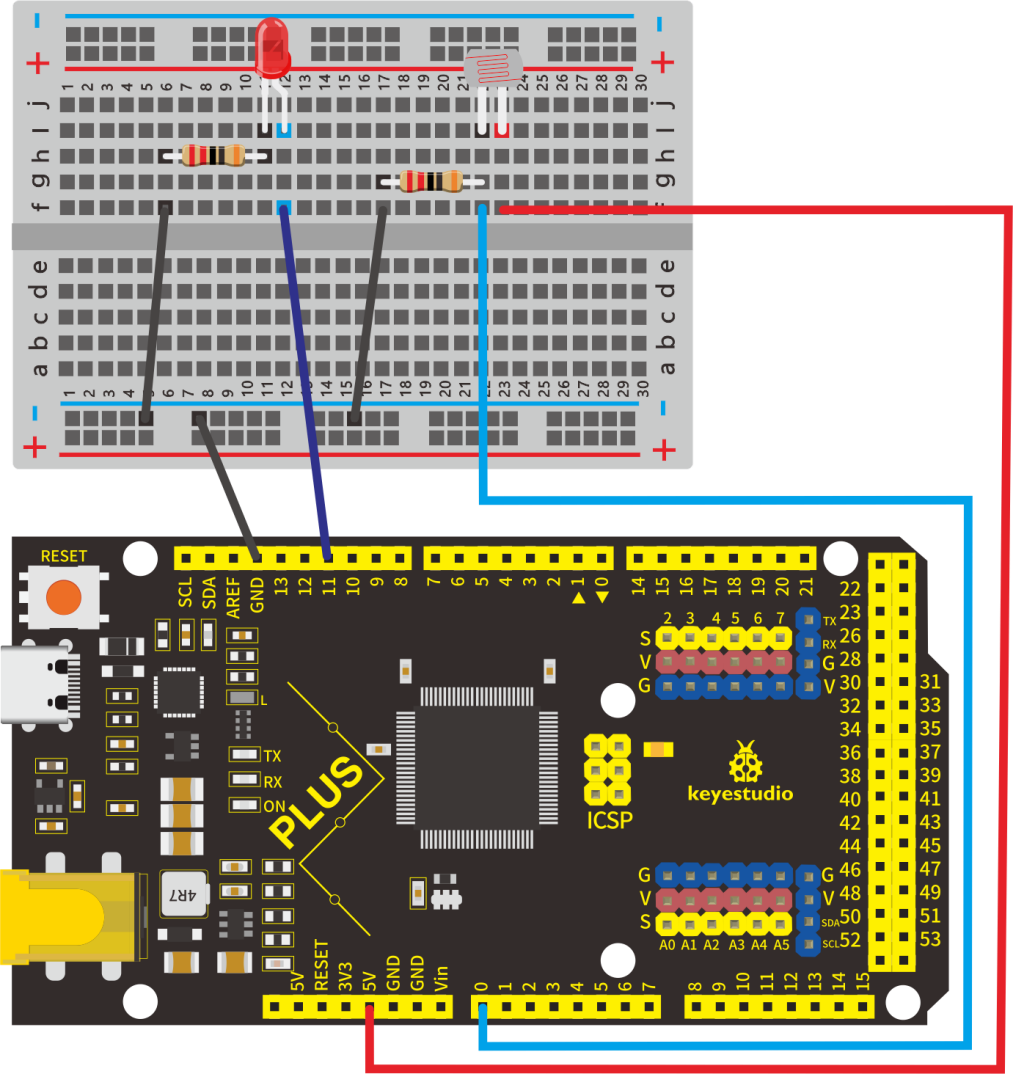 - -
+ +
1 2 3 4 5 6 7 8 9 10 11 12 13 14 15 16 17 18 19 20 21 22 23 24 25 26 27 28 29 30
j j
i i
h h
g g
f f
e e
d d
c c
b b
a a
1 2 3 4 5 6 7 8 9 10 11 12 13 14 15 16 17 18 19 20 21 22 23 24 25 26 27 28 29 30
- -
+ +
RESET
SCL SDA AREF GND 13 12 11 10 9 8 7 6 5 4 3 2 1 0 14 15 16 17 18 19 20 21
22
23
26
28
30 31
32 33
34 35
36 37
38 39
40 41
42 43
44 45
46 47
48 49
50 51
52 53
2 3 4 5 6 7
S
V
G
TX
RX
G
V
L
TX
RX
ON
PLUS
ICSP
keyestudio
4R7
G
V
S
A0 A1 A2 A3 A4 A5
G
V
SDA
SCL
5V RESET 3V3 5V GND GND Vin 0 1 2 3 4 5 6 7 8 9 10 11 12 13 14 15